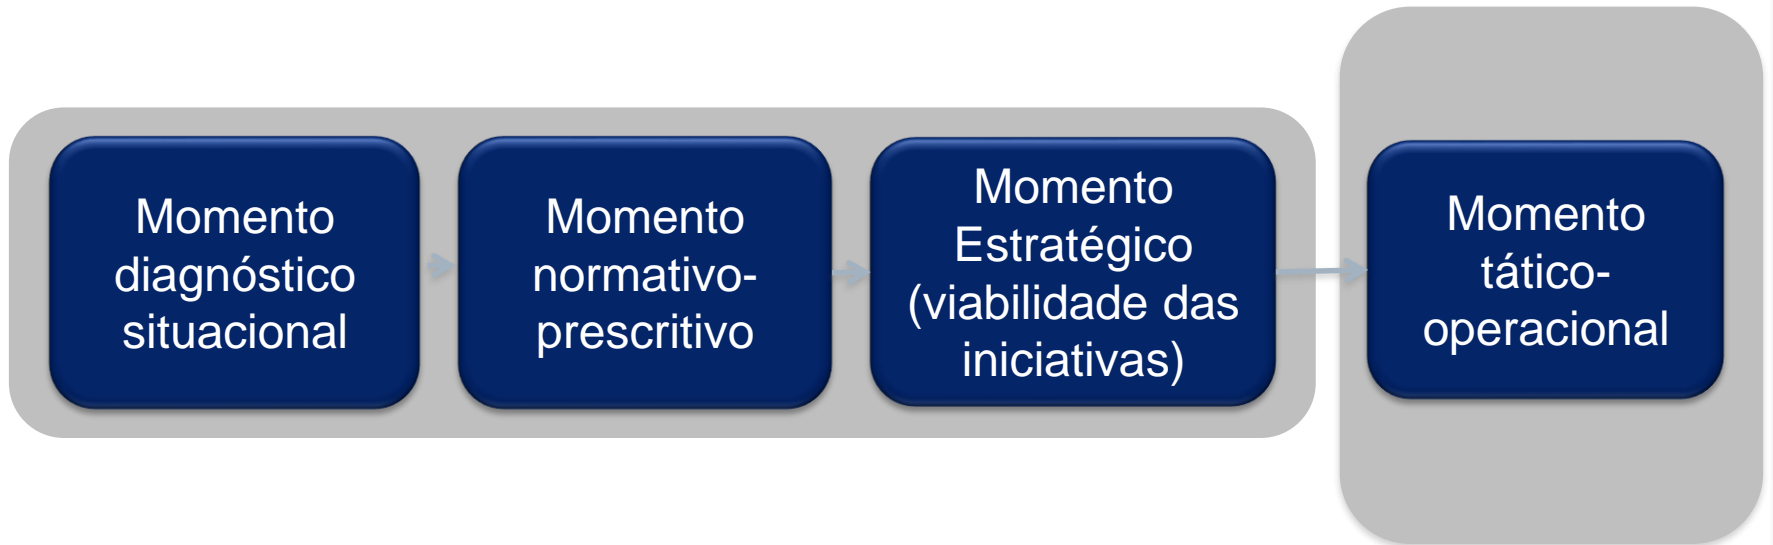 Momento
diagnóstico
situacional
Momento
normativo-
prescritivo
Momento
Estratégico
(viabilidade das
iniciativas)
Momento
tático-
operacional